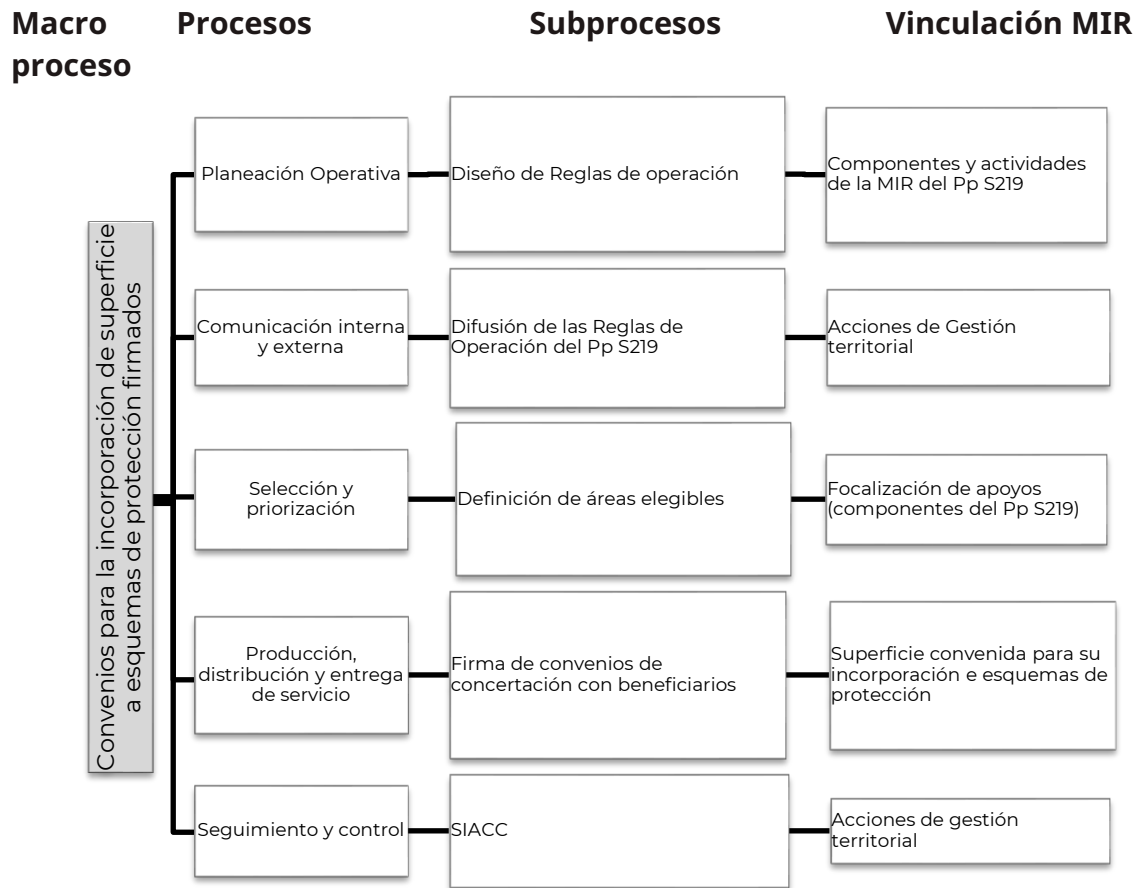 Macro
proceso
Procesos
Subprocesos
Vinculación MIR
Convenios para la incorporación de superficie
a esquemas de protección firmados
Planeación Operativa
Diseño de Reglas de operación
Componentes y actividades
de la MIR del Pp S219
Comunicación interna
y externa
Difusión de las Reglas de
Operación del Pp S219
Acciones de Gestión
territorial
Selección y
priorización
Definición de áreas elegibles
Focalización de apoyos
(componentes del Pp S219)
Producción,
distribución y entrega
de servicio
Firma de convenios de
concertación con beneficiarios
Superficie convenida para su
incorporación e esquemas de
protección
Seguimiento y control
SIACC
Acciones de gestión
territorial